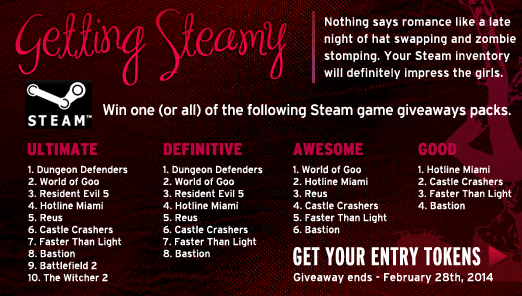 Getting Steamy
Nothing says romance like a late
night of hat swapping and zombie
stomping. Your Steam inventory
will definitely impress the girls.
STEAM™
Win one (or all) of the following Steam game giveaways packs.
ULTIMATE
1. Dungeon Defenders
2. World of Goo
3. Resident Evil 5
4. Hotline Miami
5. Reus
6. Castle Crashers
7. Faster Than Light
8. Bastion
9. Battlefield 2
10. The Witcher 2
DEFINITIVE
1. Dungeon Defenders
2. World of Goo
3. Resident Evil 5
4. Hotline Miami
5. Reus
6. Castle Crashers
7. Faster Than Light
8. Bastion
AWESOME
1. World of Goo
2. Hotline Miami
3. Reus
4. Castle Crashers
5. Faster Than Light
6. Bastion
GOOD
1. Hotline Miami
2. Castle Crashers
3. Faster Than Light
4. Bastion
GET YOUR ENTRY TOKENS
Giveaway ends - February 28th, 2014